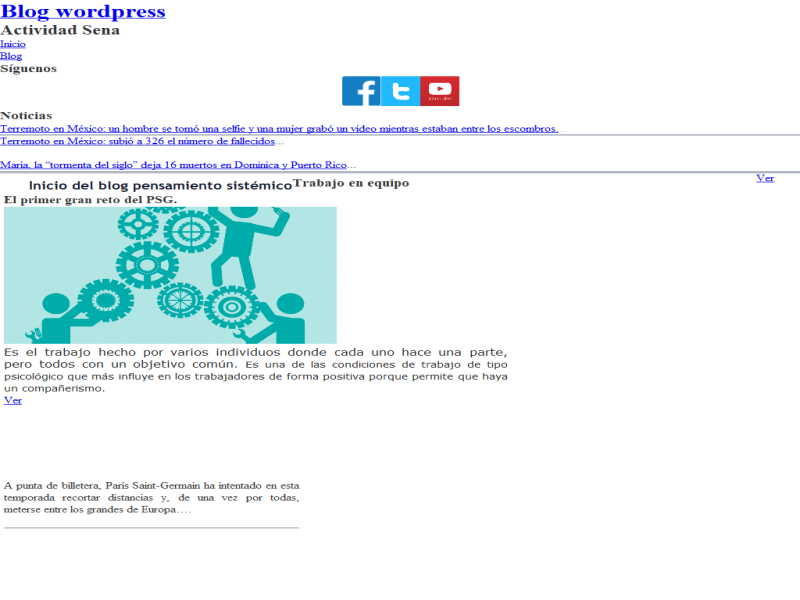 Blog wordpress
Actividad Sena
Inicio
Blog
Síguenos
Noticias
Terremoto en México: un hombre se tomó una selfie y una mujer grabó un video mientras estaban entre los escombros.
Terremoto en México: subió a 326 el número de fallecidos...
María, la “tormenta del siglo” deja 16 muertos en Dominica y Puerto Rico...
Ver
Inicio del blog pensamiento sistémico
Trabajo en equipo
El primer gran reto del PSG.
Es el trabajo hecho por varios individuos donde cada uno hace una parte,
pero todos con un objetivo común. Es una de las condiciones de trabajo de tipo
psicológico que más influye en los trabajadores de forma positiva porque permite que haya
un compañerismo.
Ver
A punta de billetera, París Saint-Germain ha intentado en esta
temporada recortar distancias y, de una vez por todas,
meterse entre los grandes de Europa….